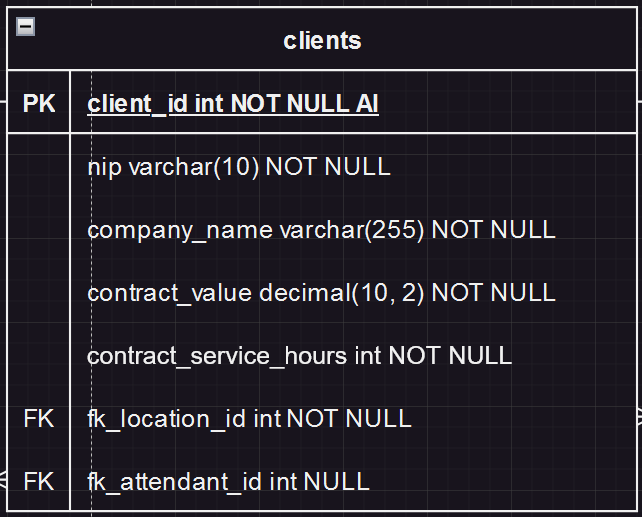 clients
PK client_id int NOT NULL AI
nip varchar(10) NOT NULL
company_name varchar(255) NOT NULL
contract_value decimal(10, 2) NOT NULL
contract_service_hours int NOT NULL
FK fk_location_id int NOT NULL
FK fk_attendant_id int NULL